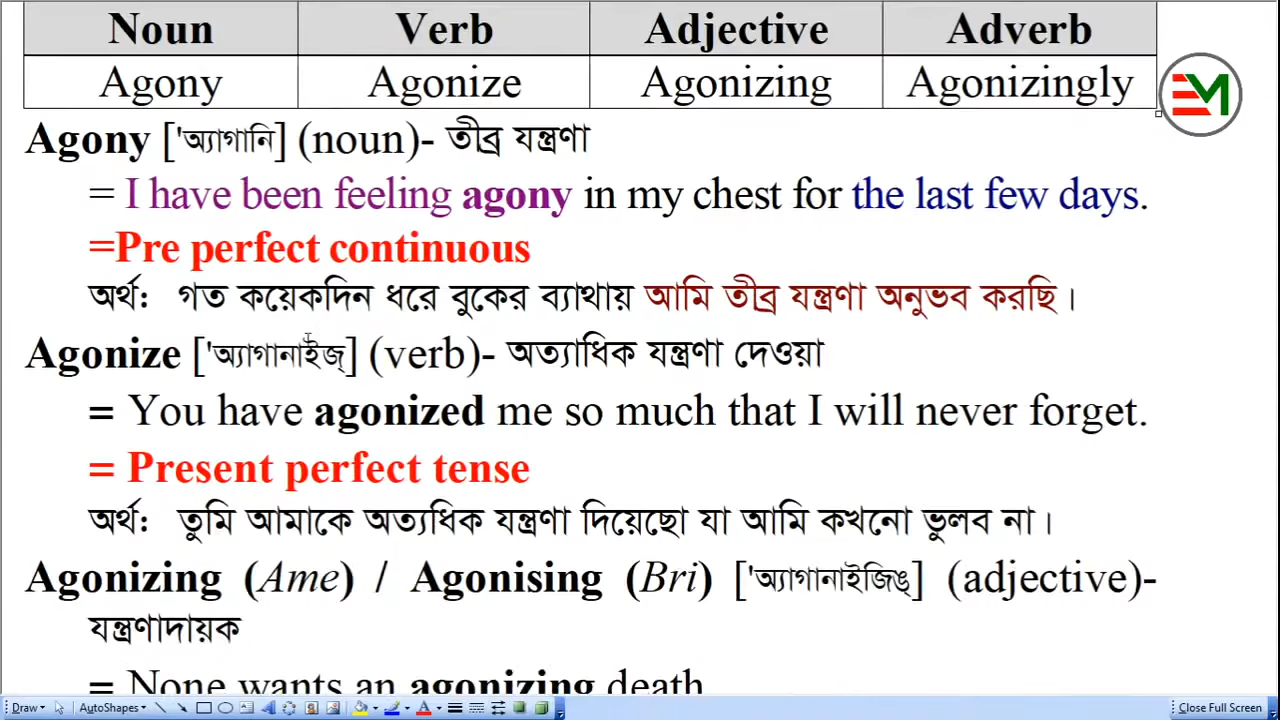 Noun Verb Adjective Adverb
Agony Agonize Agonizing Agonizingly
EM
Agony ['অ্যাগানি] (noun)- তীব্র যন্ত্রণা
= I have been feeling agony in my chest for the last few days.
=Pre perfect continuous
অর্থ: গত কয়েকদিন ধরে বুকের ব্যাথায় আমি তীব্র যন্ত্রণা অনুভব করছি।
Agonize ['অ্যাগানাইজ্] (verb)- অত্যাধিক যন্ত্রণা দেওয়া
= You have agonized me so much that I will never forget.
= Present perfect tense
অর্থ: তুমি আমাকে অত্যধিক যন্ত্রণা দিয়েছো যা আমি কখনো ভুলব না।
Agonizing (Ame) / Agonising (Bri) ['অ্যাগানাইজিঙ্] (adjective)-
যন্ত্রণাদায়ক
= None wants an agonizing death
Draw AutoShapes Close Full Screen